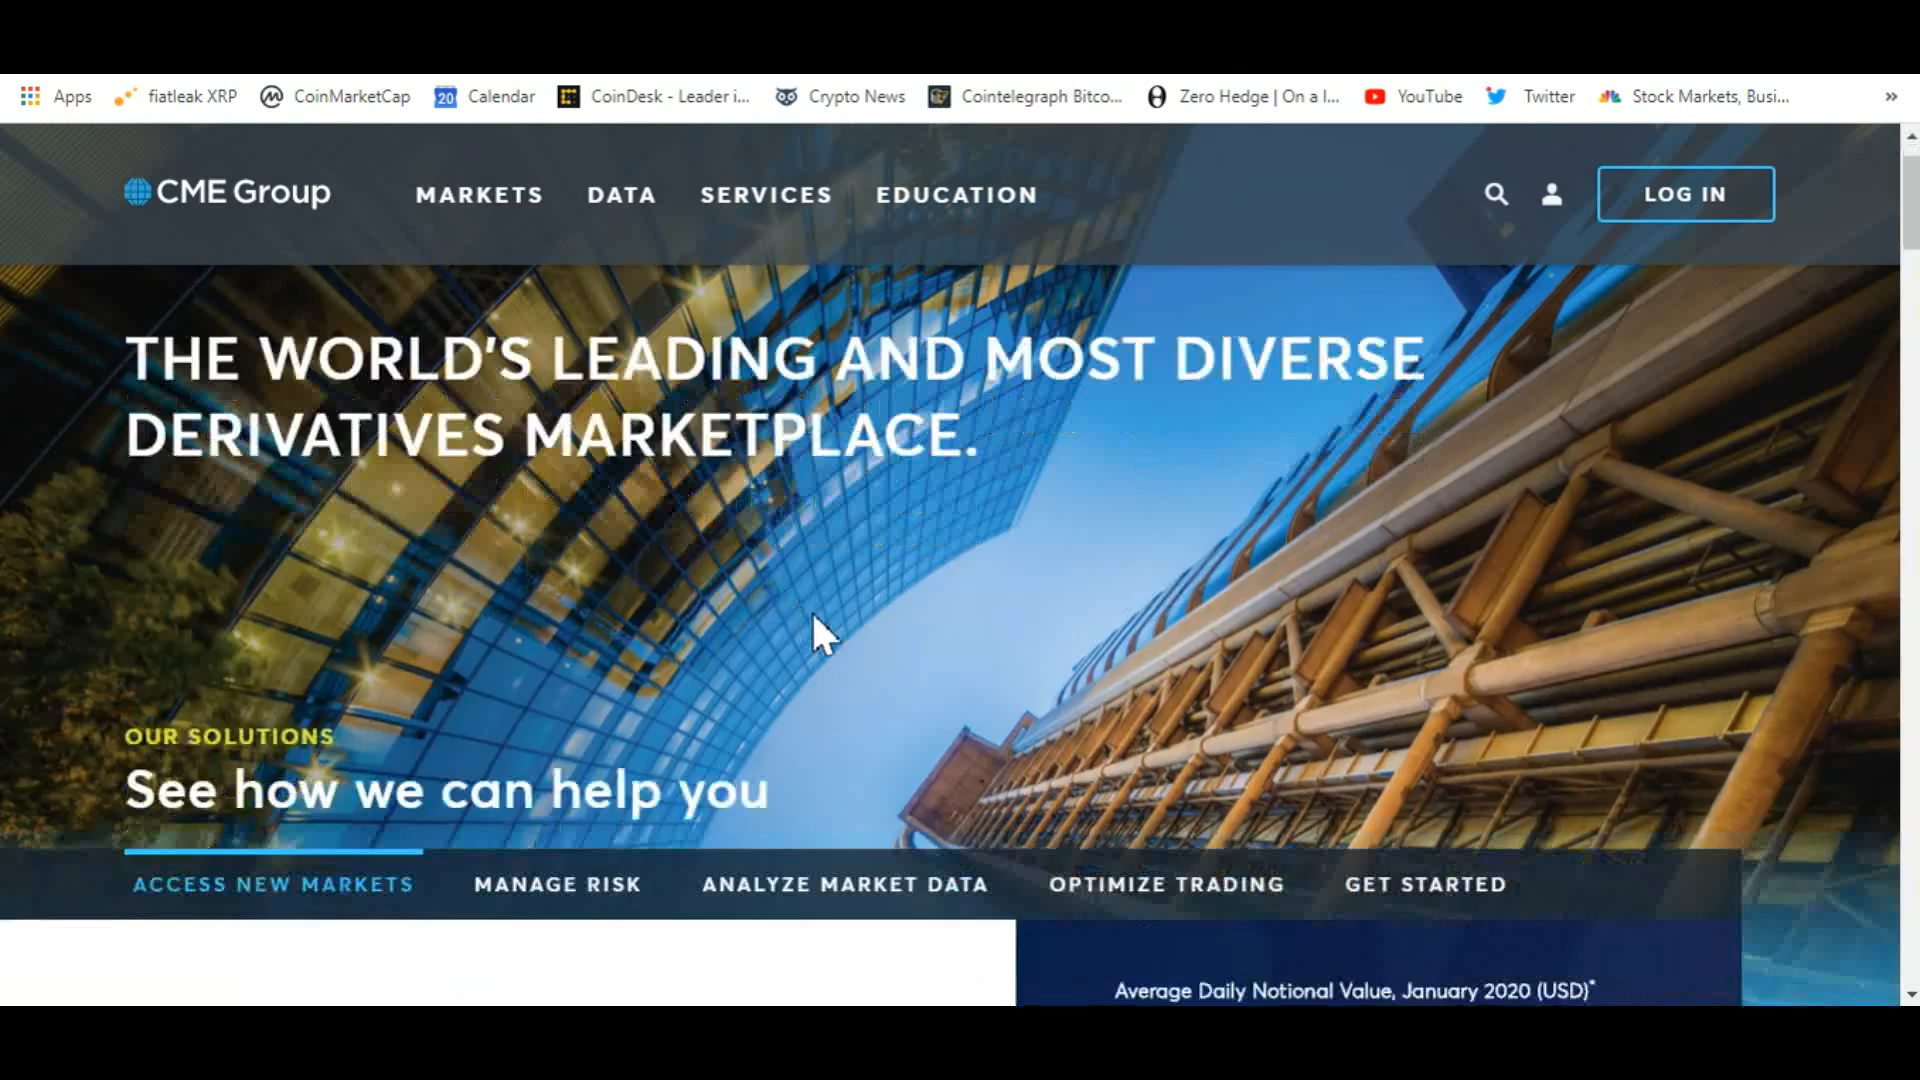 Apps fiatleak XRP CoinMarketCap 20 Calendar CoinDesk - Leader i... Crypto News Cointelegraph Bitco... Zero Hedge | On a l... YouTube Twitter Stock Markets, Busi... »
CME Group MARKETS DATA SERVICES EDUCATION LOG IN
THE WORLD'S LEADING AND MOST DIVERSE
DERIVATIVES MARKETPLACE.
OUR SOLUTIONS
See how we can help you
ACCESS NEW MARKETS MANAGE RISK ANALYZE MARKET DATA OPTIMIZE TRADING GET STARTED
Average Daily Notional Value, January 2020 (USD)*